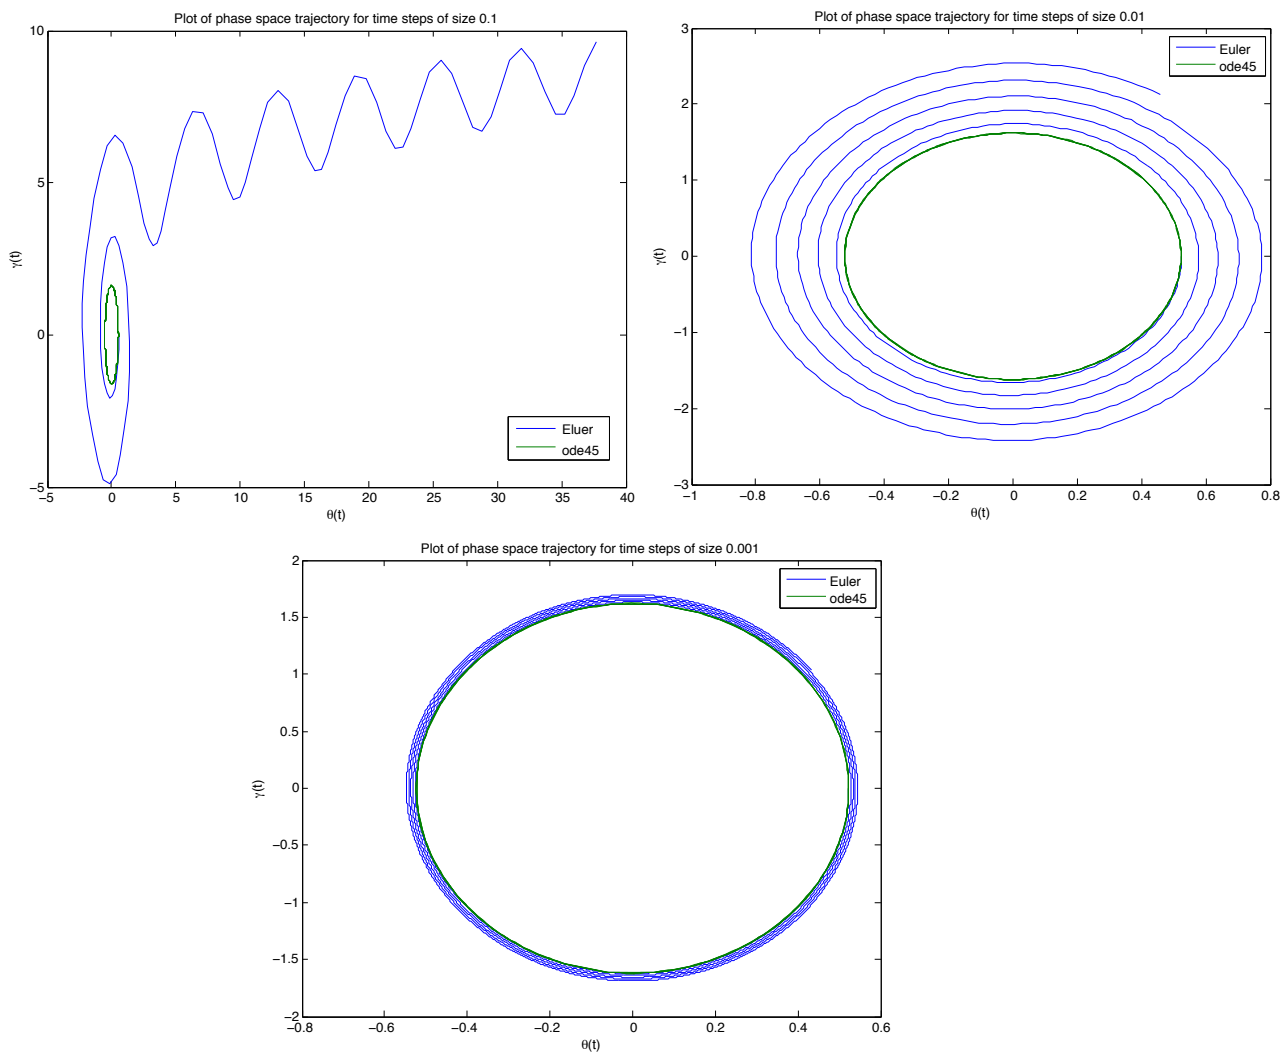 Plot of phase space trajectory for time steps of size 0.1
10
5
0
−5
γ(t)
Eluer
ode45
−5 0 5 10 15 20 25 30 35 40
θ(t)
Plot of phase space trajectory for time steps of size 0.01
3
2
1
0
−1
−2
−3
γ(t)
Euler
ode45
−1 −0.8 −0.6 −0.4 −0.2 0 0.2 0.4 0.6 0.8
θ(t)
Plot of phase space trajectory for time steps of size 0.001
2
1.5
1
0.5
0
−0.5
−1
−1.5
−2
γ(t)
Euler
ode45
−0.8 −0.6 −0.4 −0.2 0 0.2 0.4 0.6
θ(t)